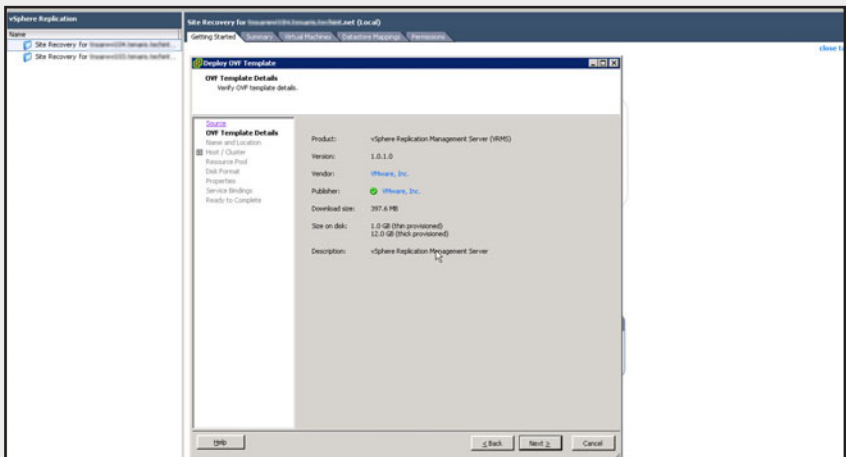 vSphere Replication
Name
Site Recovery for
Site Recovery for
Site Recovery for .net (Local)
Getting Started Summary Virtual Machines Datastore Mappings Permissions
close t
Deploy OVF Template
OVF Template Details
Verify OVF template details.
Source
OVF Template Details
Name and Location
Host / Cluster
Resource Pool
Disk Format
Properties
Service Bindings
Ready to Complete
Product: vSphere Replication Management Server (VRMS)
Version: 1.0.1.0
Vendor: VMware, Inc.
Publisher: VMware, Inc.
Download size: 397.6 MB
Size on disk: 1.0 GB (thin provisioned)
12.0 GB (thick provisioned)
Description: vSphere Replication Management Server
Help
< Back
Next >
Cancel